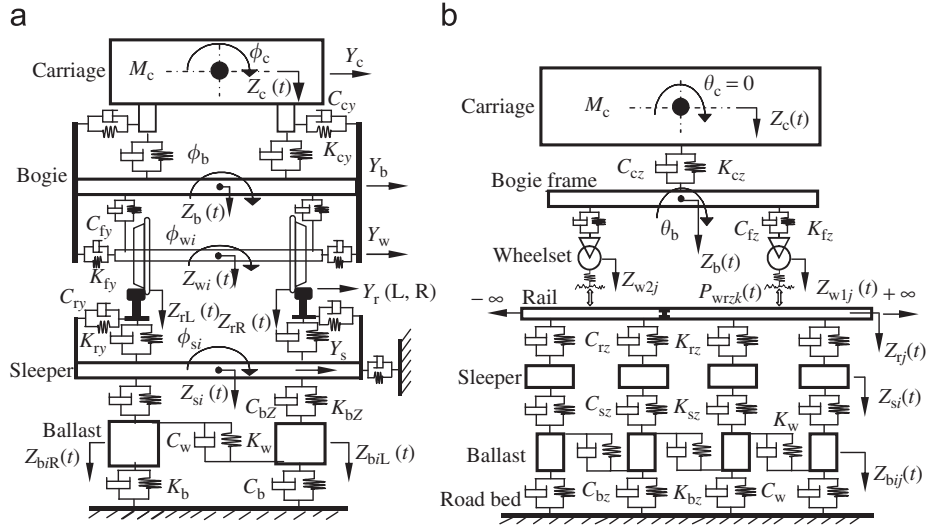 a
Carriage
M_c
ϕ_c
Z_c (t)
Y_c
C_cy
K_cy
ϕ_b
Bogie
Y_b
Z_b (t)
C_fy
ϕ_wi
Y_w
K_fy
Z_wi (t)
C_ry
Z_rL (t)
Z_rR (t)
Y_r (L, R)
K_ry
ϕ_si
Y_s
Sleeper
Z_si (t)
C_bZ
K_bZ
Ballast
C_w
K_w
Z_biR(t)
Z_biL (t)
K_b
C_b
b
Carriage
M_c
θ_c = 0
Z_c(t)
C_cz
K_cz
Bogie frame
θ_b
C_fz
K_fz
Wheelset
Z_b(t)
Z_w2j
P_wrzk(t)
Z_w1j (t)
− ∞
Rail
+ ∞
C_rz
K_rz
Z_rj(t)
Sleeper
Z_si(t)
C_sz
K_sz
K_w
Ballast
Z_bij(t)
C_bz
K_bz
C_w
Road bed